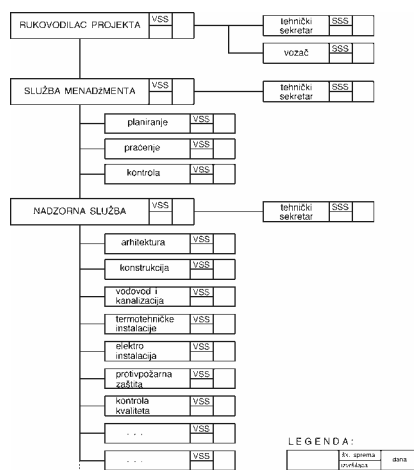 RUKOVODILAC PROJEKTA VSS
tehnički sekretar SSS
vozač SSS
SLUŽBA MENADŽMENTA VSS
tehnički sekretar SSS
planiranje VSS
praćenje VSS
kontrola VSS
NADZORNA SLUŽBA VSS
tehnički sekretar SSS
arhitektura VSS
konstrukcija VSS
vodovod i kanalizacija VSS
termotehničke instalacije VSS
elektro instalacija VSS
protivpožarna zaštita VSS
kontrola kvaliteta VSS
. . . VSS
. . . VSS
LEGENDA:
sprema
dana